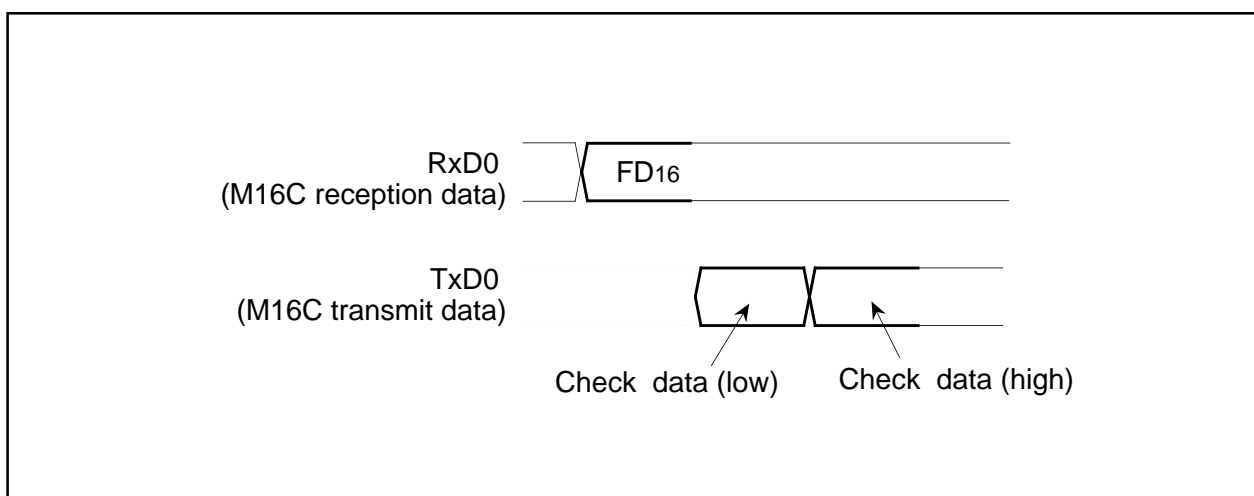 RxD0
(M16C reception data)
FD16
TxD0
(M16C transmit data)
Check data (low)
Check data (high)